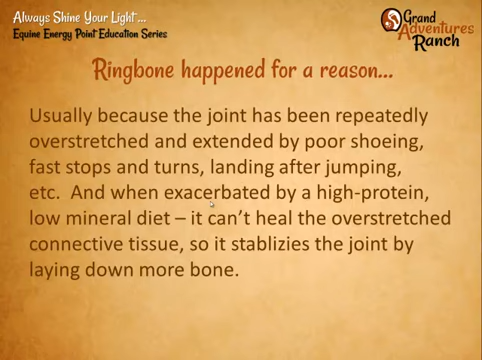 Always Shine Your Light...
Equine Energy Point Education Series
Grand
Adventures
Ranch
Ringbone happened for a reason...
Usually because the joint has been repeatedly
overstretched and extended by poor shoeing,
fast stops and turns, landing after jumping,
etc.  And when exacerbated by a high-protein,
low mineral diet – it can't heal the overstretched
connective tissue, so it stablizies the joint by
laying down more bone.